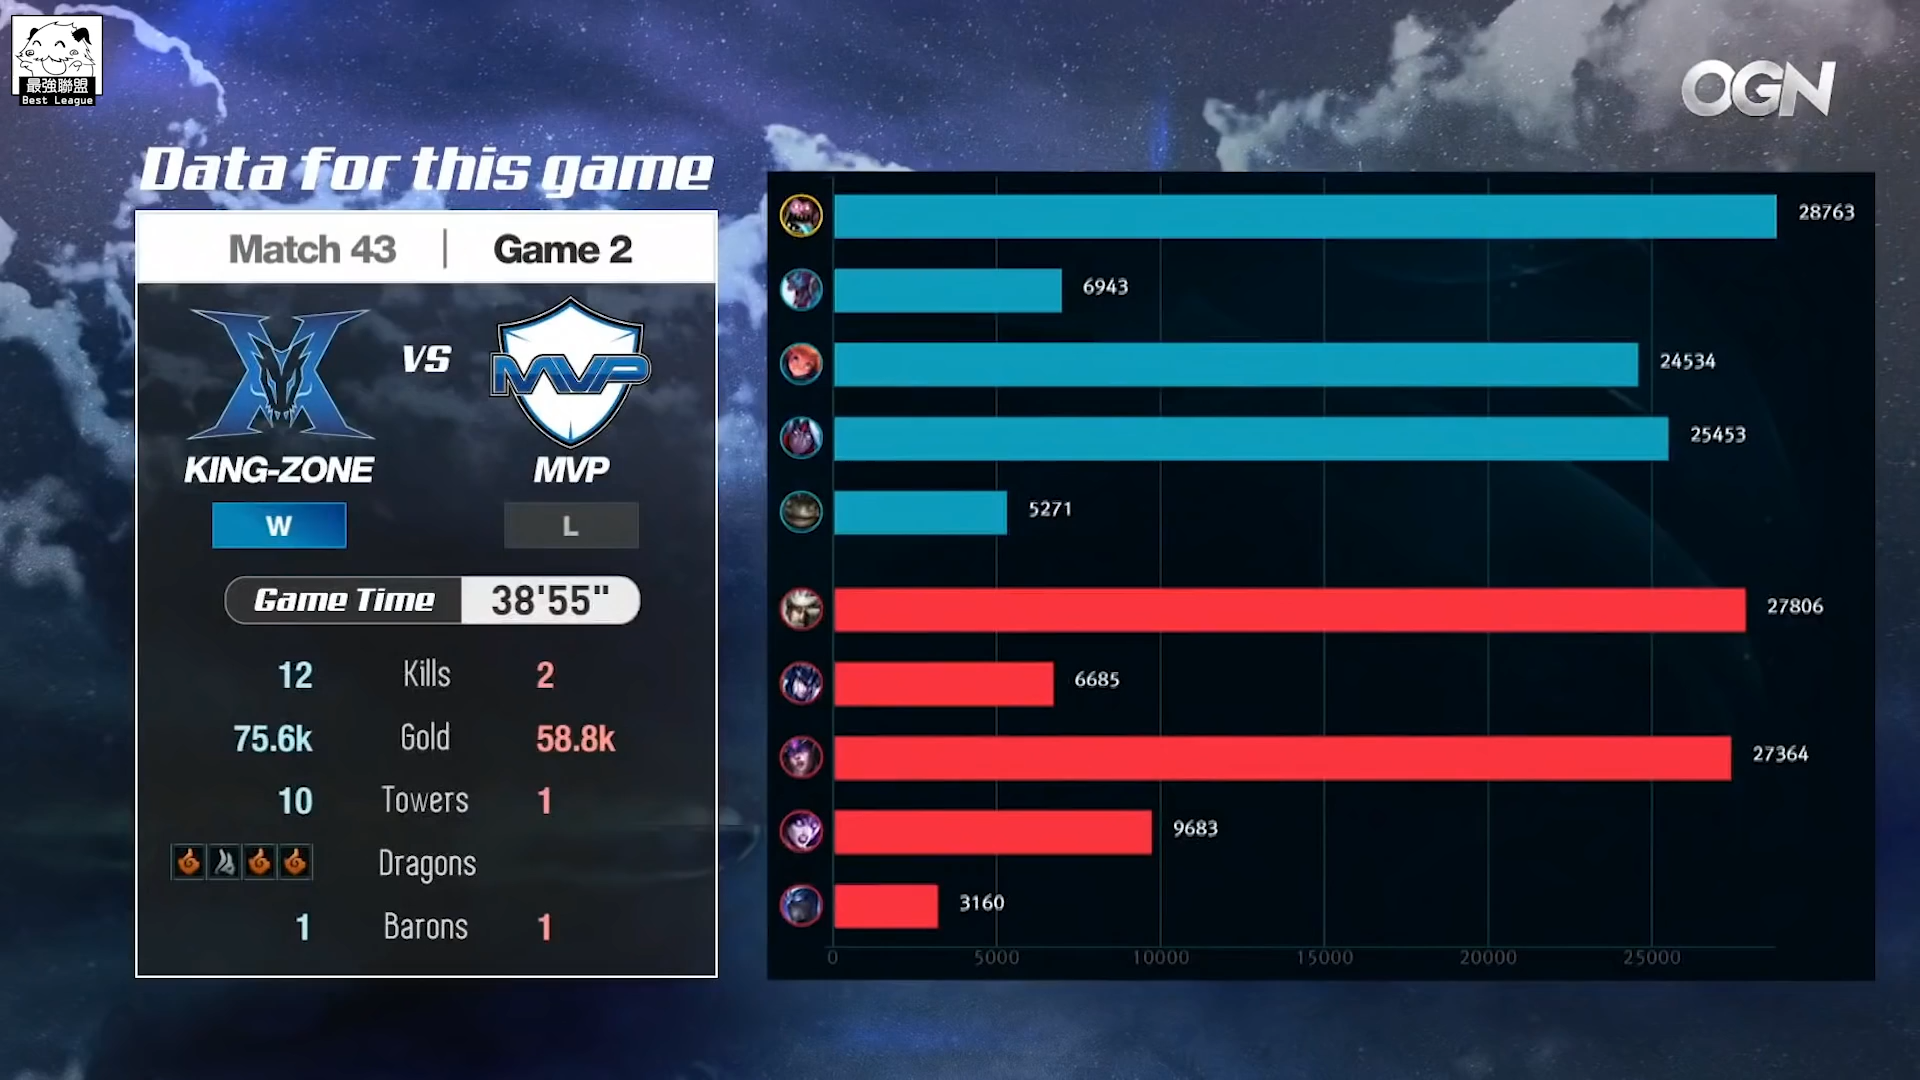 最強聯盟
Best League
OGN
Data for this game
Match 43 | Game 2
VS
MVP
KING-ZONE
MVP
W
L
Game Time 38'55"
12 Kills 2
75.6k Gold 58.8k
10 Towers 1
Dragons
1 Barons 1
28763
6943
24534
25453
5271
27806
6685
27364
9683
3160
0 5000 10000 15000 20000 25000